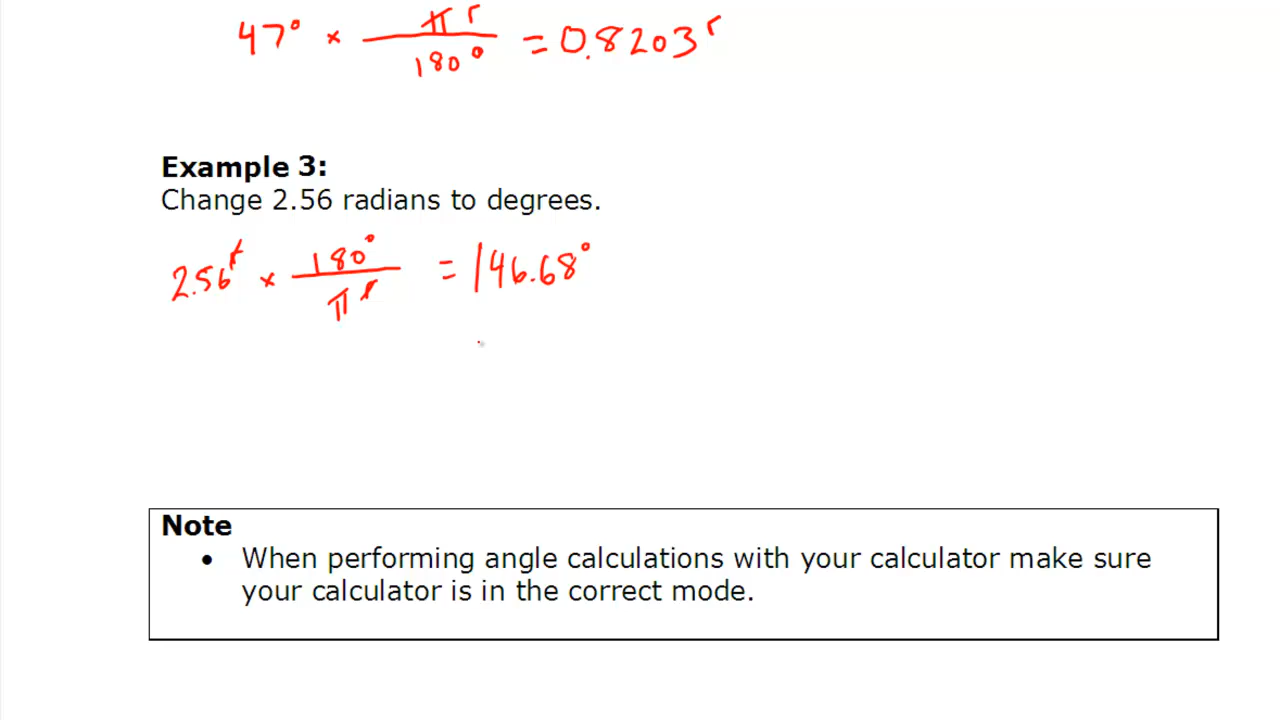 47° × πr/180° = 0.8203r
Example 3:
Change 2.56 radians to degrees.
2.56r × 180°/πr = 146.68°
Note
• When performing angle calculations with your calculator make sure
your calculator is in the correct mode.